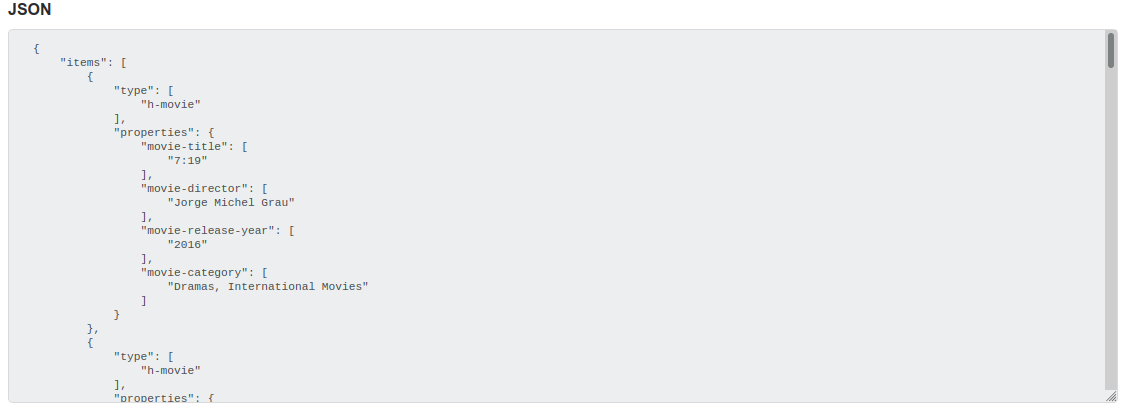 JSON
{
    "items": [
        {
            "type": [
                "h-movie"
            ],
            "properties": {
                "movie-title": [
                    "7:19"
                ],
                "movie-director": [
                    "Jorge Michel Grau"
                ],
                "movie-release-year": [
                    "2016"
                ],
                "movie-category": [
                    "Dramas, International Movies"
                ]
            }
        },
        {
            "type": [
                "h-movie"
            ],
            "properties": {